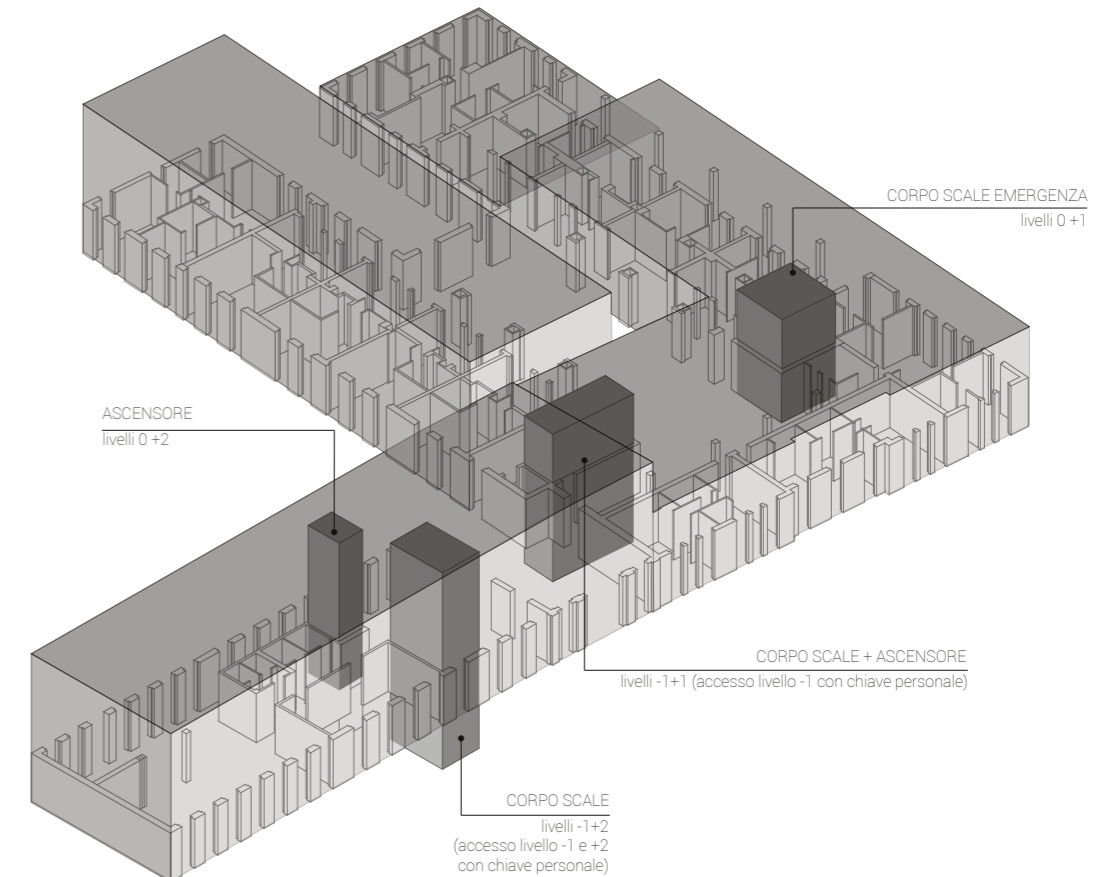 CORPO SCALE EMERGENZA
livelli 0 +1
ASCENSORE
livelli 0 +2
CORPO SCALE + ASCENSORE
livelli -1+1 (accesso livello -1 con chiave personale)
CORPO SCALE
livelli -1+2
(accesso livello -1 e +2
con chiave personale)